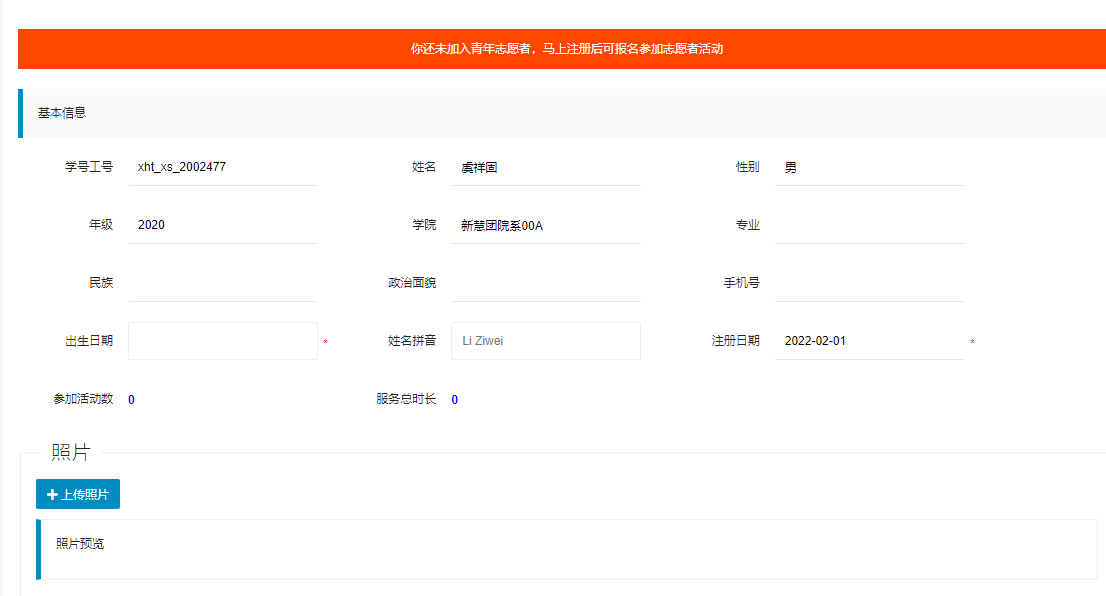 你还未加入青年志愿者，马上注册后可报名参加志愿者活动
基本信息
学号工号 xht_xs_2002477 姓名 虞祥固 性别 男
年级 2020 学院 新慧团院系00A 专业
民族 政治面貌 手机号
出生日期 * 姓名拼音 Li Ziwei 注册日期 2022-02-01 *
参加活动数 0 服务总时长 0
照片
+上传照片
照片预览